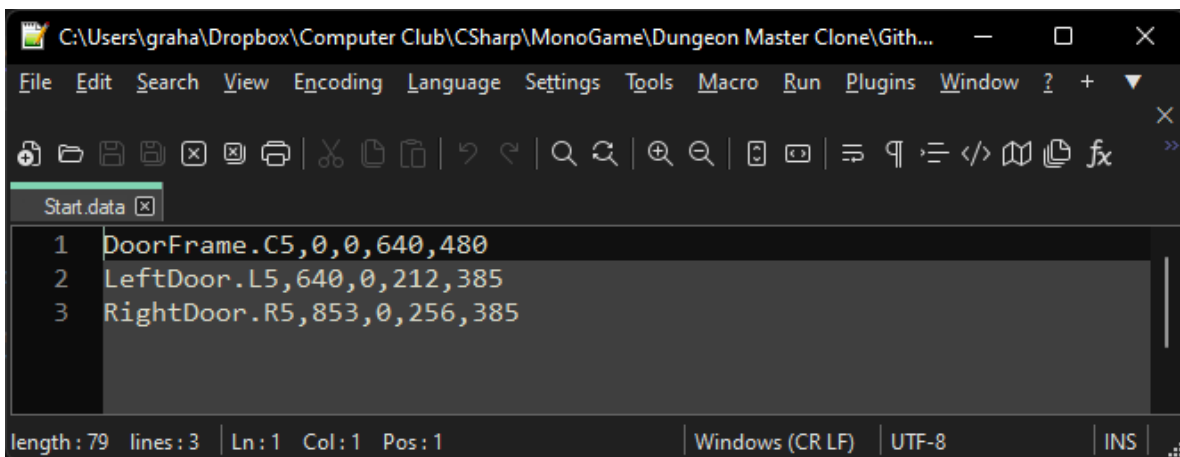 C:\Users\graha\Dropbox\Computer Club\CSharp\MonoGame\Dungeon Master Clone\Gith...
File Edit Search View Encoding Language Settings Tools Macro Run Plugins Window ? +
Start.data
1 DoorFrame.C5,0,0,640,480
2 LeftDoor.L5,640,0,212,385
3 RightDoor.R5,853,0,256,385
length : 79 lines : 3 Ln : 1 Col : 1 Pos : 1 Windows (CR LF) UTF-8 INS